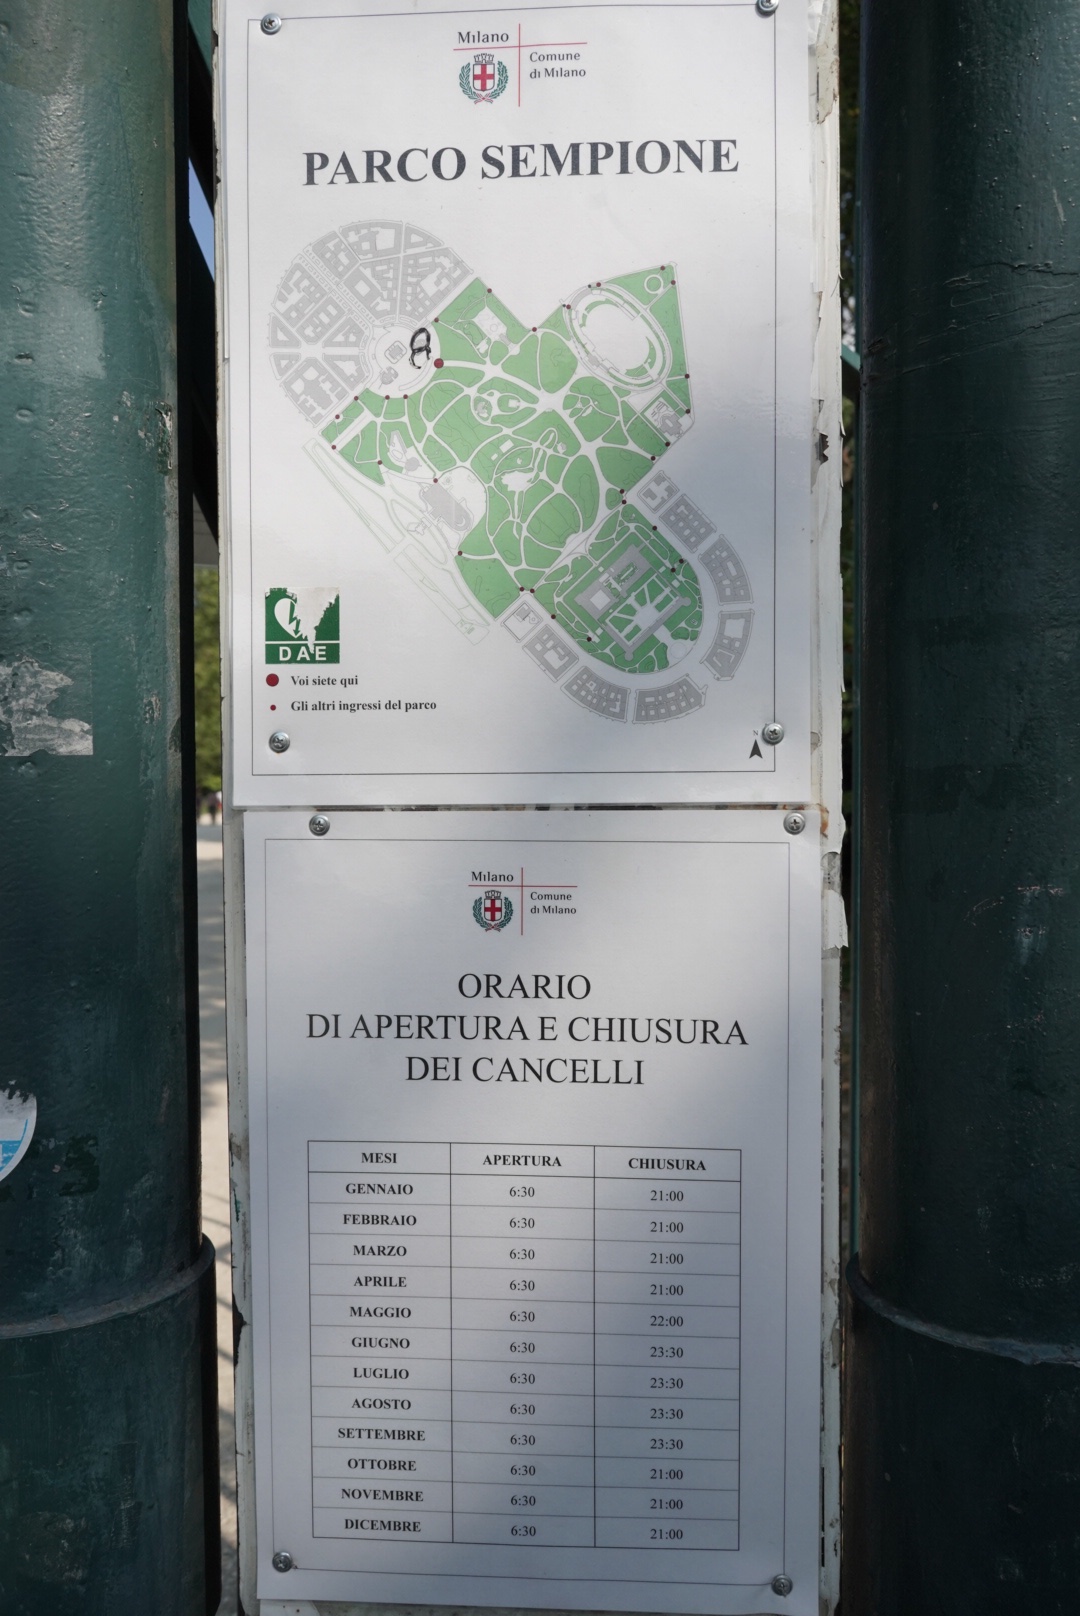 Milano
Comune
di Milano
PARCO SEMPIONE
DAE
Voi siete qui
Gli altri ingressi del parco
N
Milano
Comune
di Milano
ORARIO
DI APERTURA E CHIUSURA
DEI CANCELLI
MESI APERTURA CHIUSURA
GENNAIO 6:30 21:00
FEBBRAIO 6:30 21:00
MARZO 6:30 21:00
APRILE 6:30 21:00
MAGGIO 6:30 22:00
GIUGNO 6:30 23:30
LUGLIO 6:30 23:30
AGOSTO 6:30 23:30
SETTEMBRE 6:30 23:30
OTTOBRE 6:30 21:00
NOVEMBRE 6:30 21:00
DICEMBRE 6:30 21:00